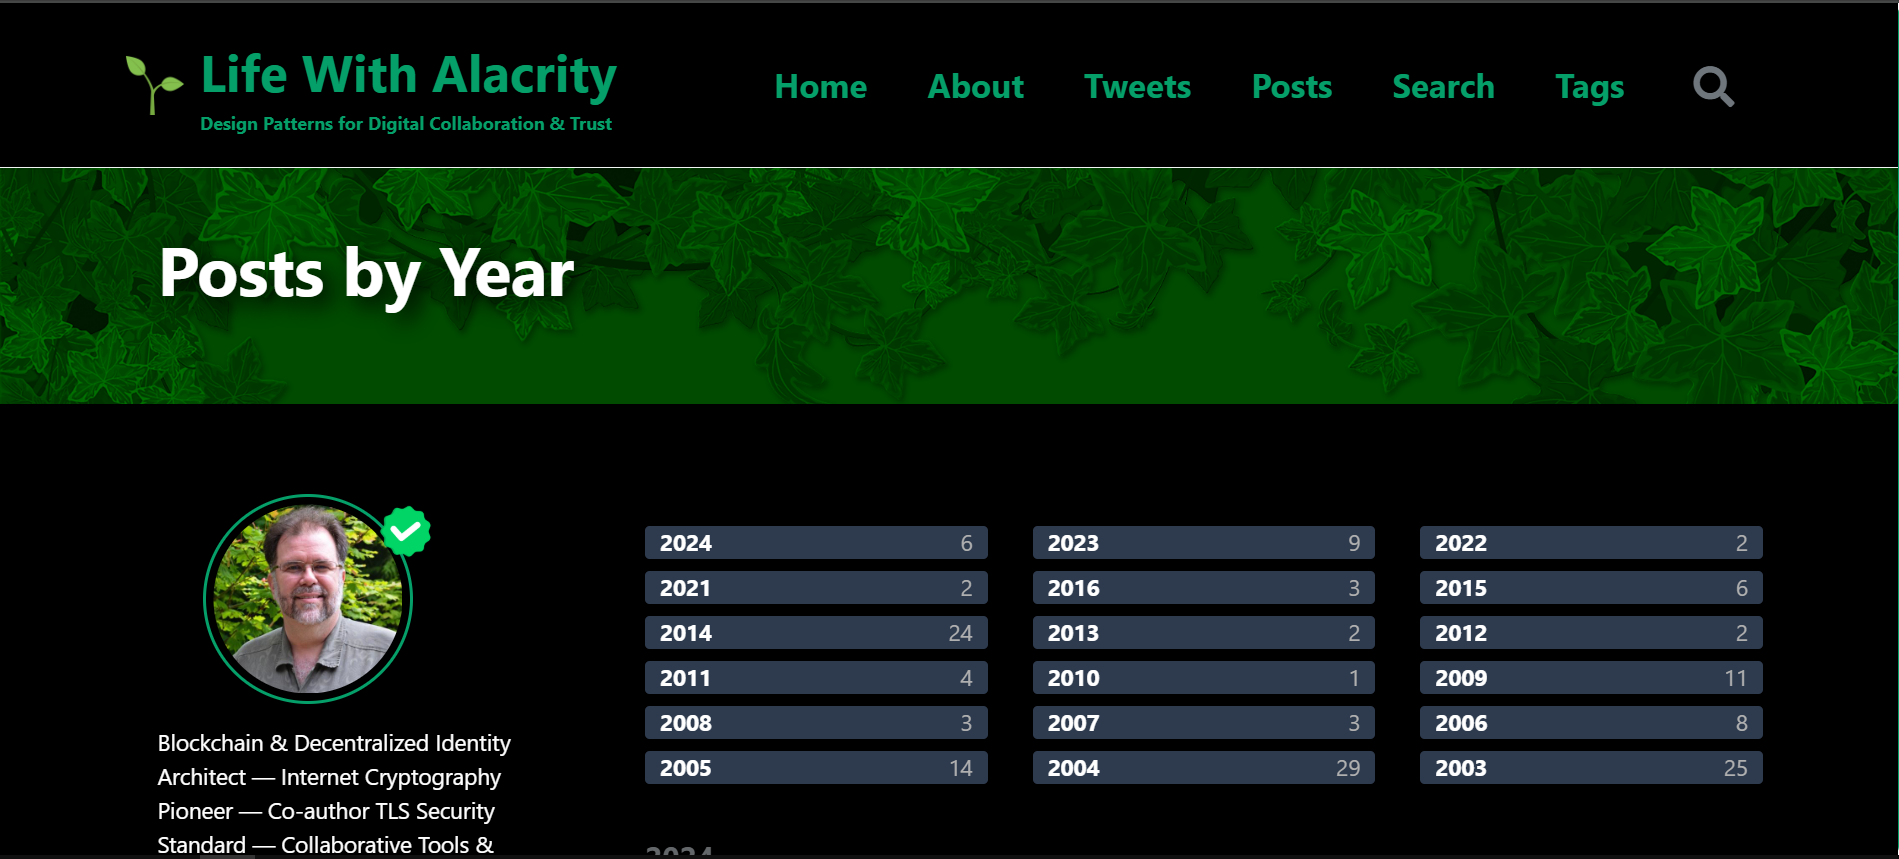 Life With Alacrity
Design Patterns for Digital Collaboration & Trust
Home About Tweets Posts Search Tags
Posts by Year
2024 6 2023 9 2022 2
2021 2 2016 3 2015 6
2014 24 2013 2 2012 2
2011 4 2010 1 2009 11
2008 3 2007 3 2006 8
2005 14 2004 29 2003 25
Blockchain & Decentralized Identity
Architect — Internet Cryptography
Pioneer — Co-author TLS Security
Standard — Collaborative Tools &
2024